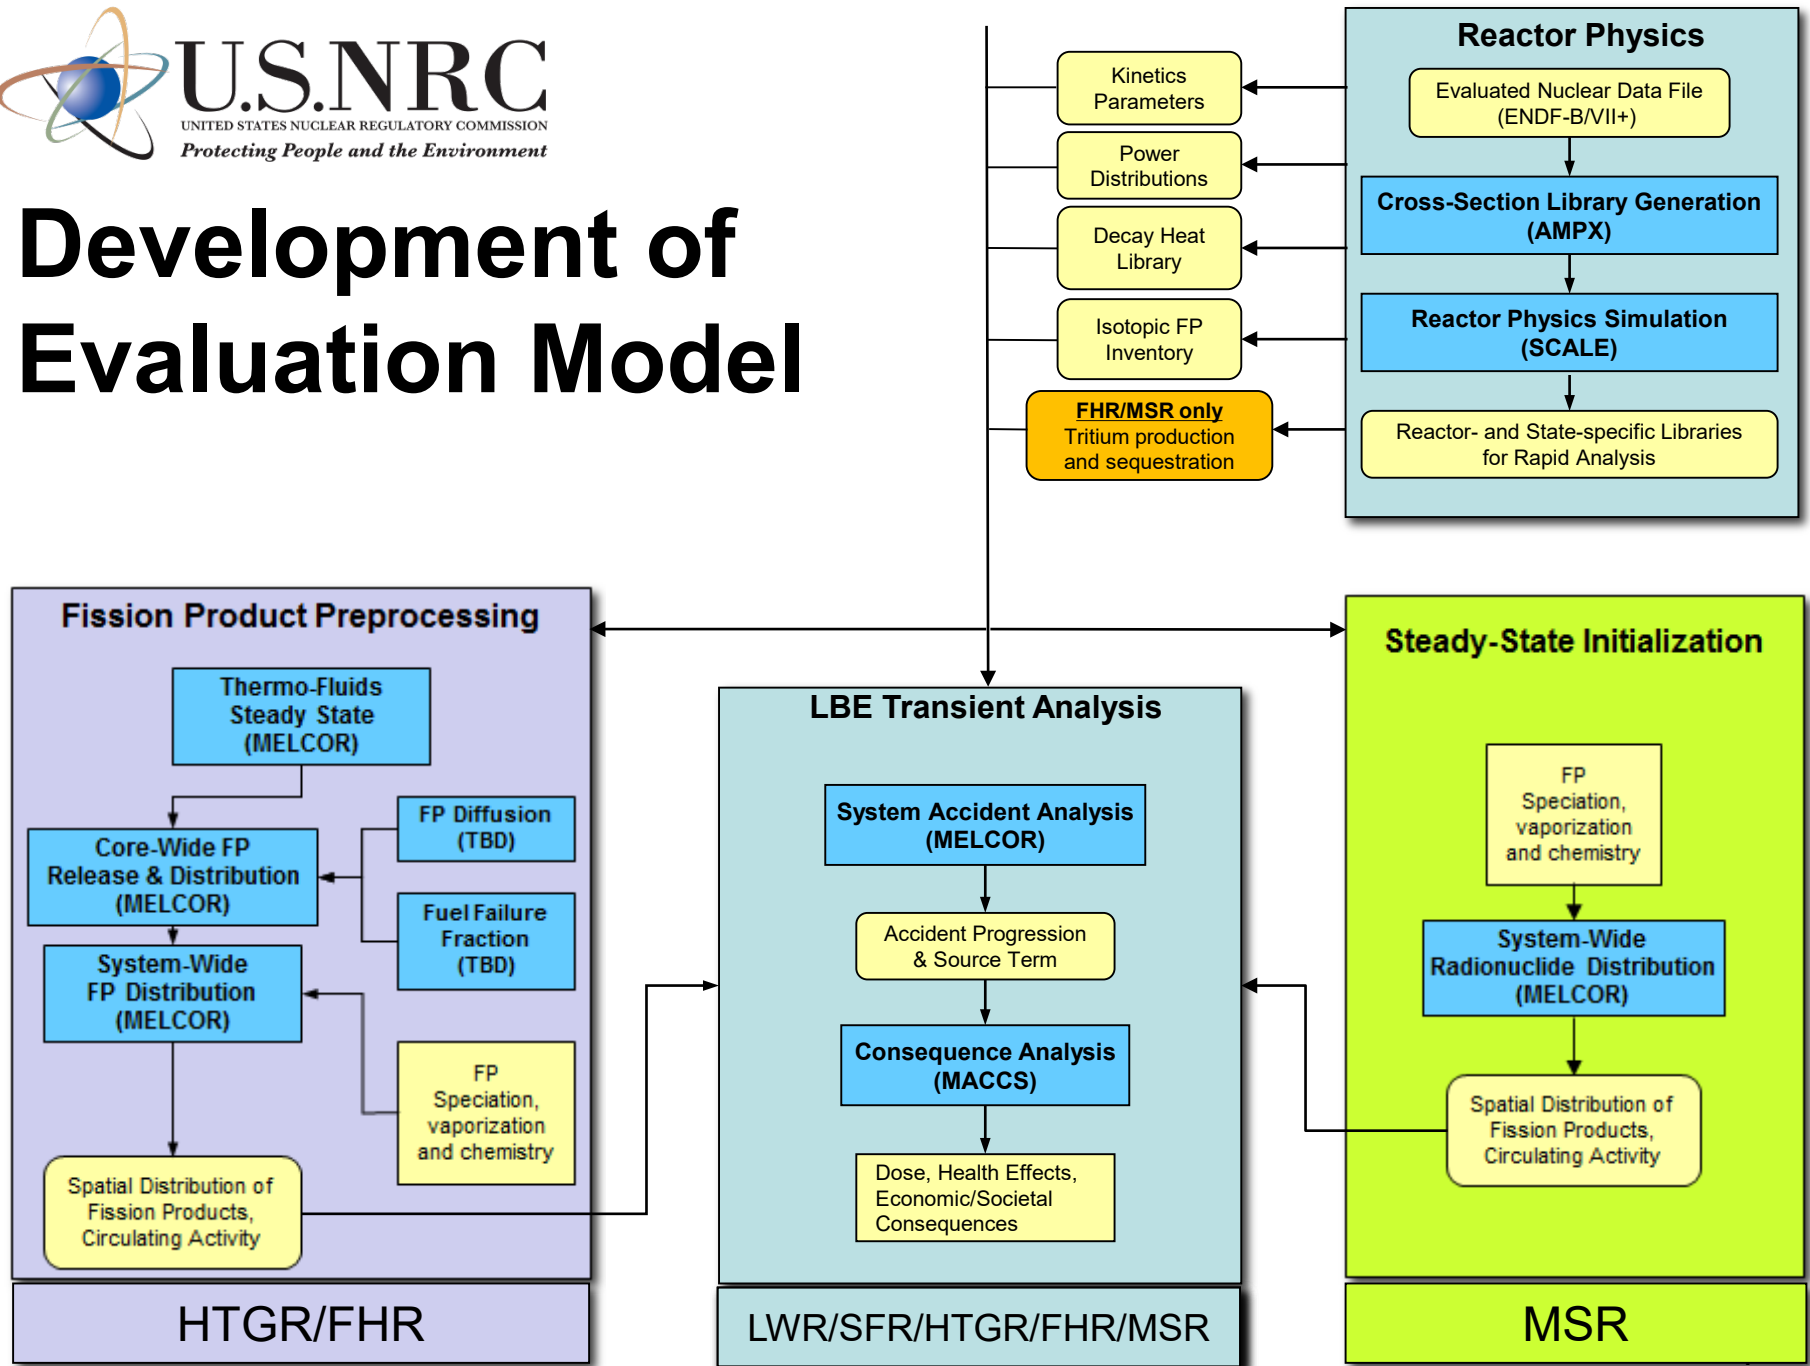 U.S.NRC
UNITED STATES NUCLEAR REGULATORY COMMISSION
Protecting People and the Environment
Development of
Evaluation Model
Kinetics
Parameters
Power
Distributions
Decay Heat
Library
Isotopic FP
Inventory
FHR/MSR only
Tritium production
and sequestration
Reactor Physics
Evaluated Nuclear Data File
(ENDF-B/VII+)
Cross-Section Library Generation
(AMPX)
Reactor Physics Simulation
(SCALE)
Reactor- and State-specific Libraries
for Rapid Analysis
Fission Product Preprocessing
Thermo-Fluids
Steady State
(MELCOR)
Core-Wide FP
Release & Distribution
(MELCOR)
FP Diffusion
(TBD)
Fuel Failure
Fraction
(TBD)
System-Wide
FP Distribution
(MELCOR)
FP
Speciation,
vaporization
and chemistry
Spatial Distribution of
Fission Products,
Circulating Activity
HTGR/FHR
LBE Transient Analysis
System Accident Analysis
(MELCOR)
Accident Progression
& Source Term
Consequence Analysis
(MACCS)
Dose, Health Effects,
Economic/Societal
Consequences
LWR/SFR/HTGR/FHR/MSR
Steady-State Initialization
FP
Speciation,
vaporization
and chemistry
System-Wide
Radionuclide Distribution
(MELCOR)
Spatial Distribution of
Fission Products,
Circulating Activity
MSR